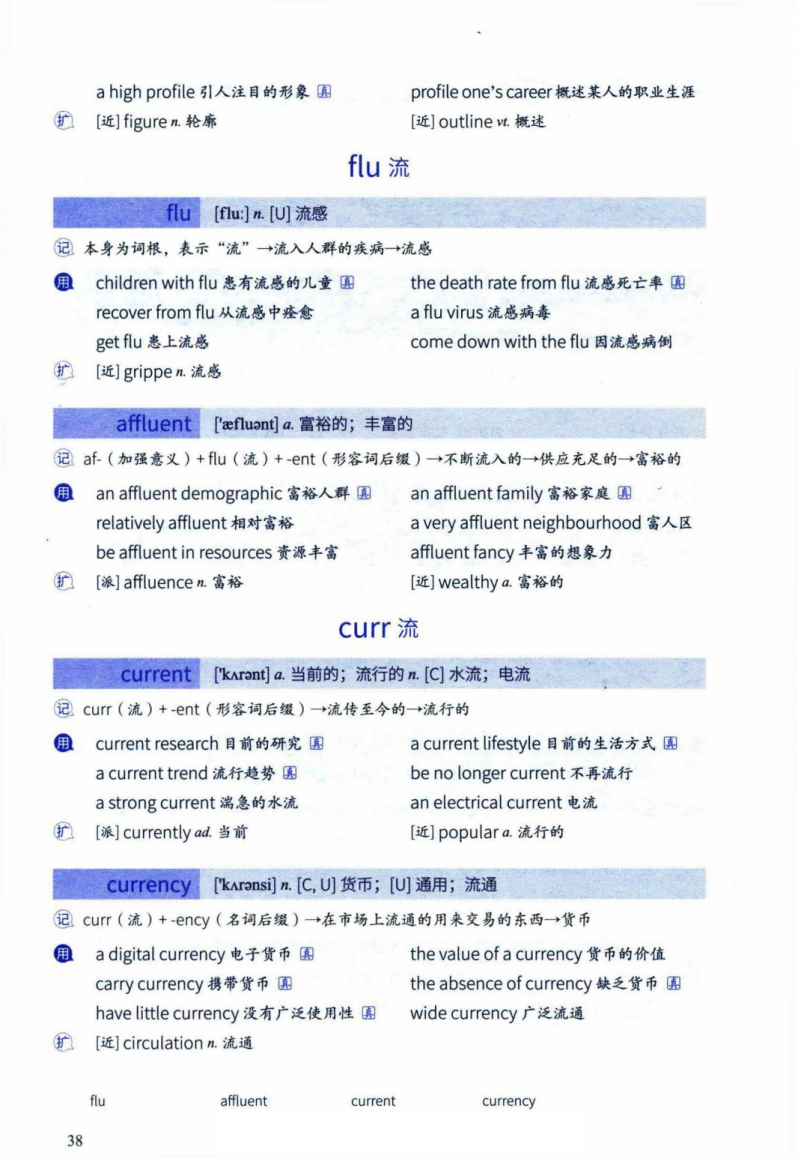 a high profile 引人注目的形象 真 profile one's career 概述某人的职业生涯
扩 [近] figure n. 轮廓 [近] outline vt. 概述
flu 流
flu [flu:] n. [U] 流感
记 本身为词根，表示“流”→流入人群的疾病→流感
用 children with flu 患有流感的儿童 真 the death rate from flu 流感死亡率 真
recover from flu 从流感中痊愈 a flu virus 流感病毒
get flu 患上流感 come down with the flu 因流感病倒
扩 [近] grippe n. 流感
affluent ['æfluənt] a. 富裕的；丰富的
记 af-（加强意义）+ flu（流）+ -ent（形容词后缀）→不断流入的→供应充足的→富裕的
用 an affluent demographic 富裕人群 真 an affluent family 富裕家庭 真
relatively affluent 相对富裕 a very affluent neighbourhood 富人区
be affluent in resources 资源丰富 affluent fancy 丰富的想象力
扩 [派] affluence n. 富裕 [近] wealthy a. 富裕的
curr 流
current ['kʌrənt] a. 当前的；流行的 n. [C] 水流；电流
记 curr（流）+ -ent（形容词后缀）→流传至今的→流行的
用 current research 目前的研究 真 a current lifestyle 目前的生活方式 真
a current trend 流行趋势 真 be no longer current 不再流行
a strong current 湍急的水流 an electrical current 电流
扩 [派] currently ad. 当前 [近] popular a. 流行的
currency ['kʌrənsi] n. [C, U] 货币；[U] 通用；流通
记 curr（流）+ -ency（名词后缀）→在市场上流通的用来交易的东西→货币
用 a digital currency 电子货币 真 the value of a currency 货币的价值
carry currency 携带货币 真 the absence of currency 缺乏货币 真
have little currency 没有广泛使用性 真 wide currency 广泛流通
扩 [近] circulation n. 流通
flu affluent current currency
38